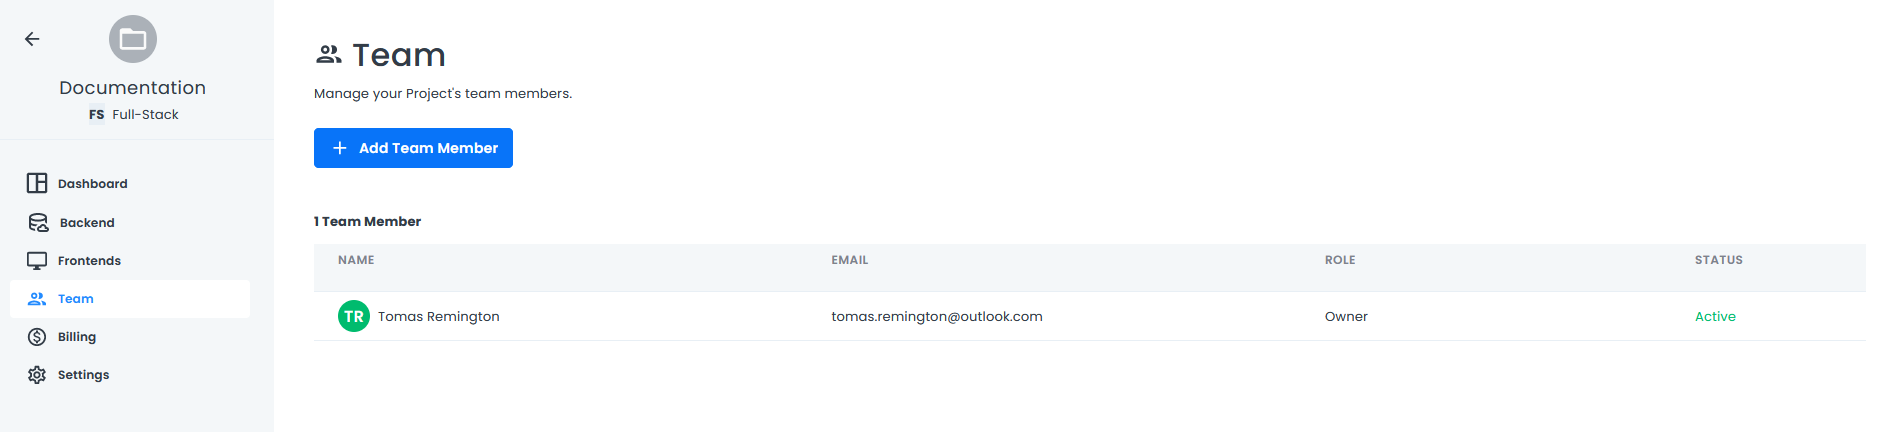 Documentation
FS Full-Stack
Dashboard
Backend
Frontends
Team
Billing
Settings
Team
Manage your Project's team members.
Add Team Member
1 Team Member
NAME EMAIL ROLE STATUS
TR Tomas Remington tomas.remington@outlook.com Owner Active